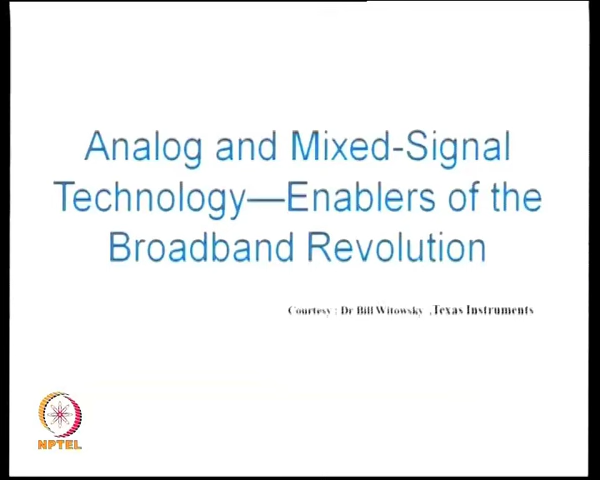 Analog and Mixed-Signal
Technology—Enablers of the
Broadband Revolution
Courtesy : Dr Bill Witowsky ,Texas Instruments
NPTEL